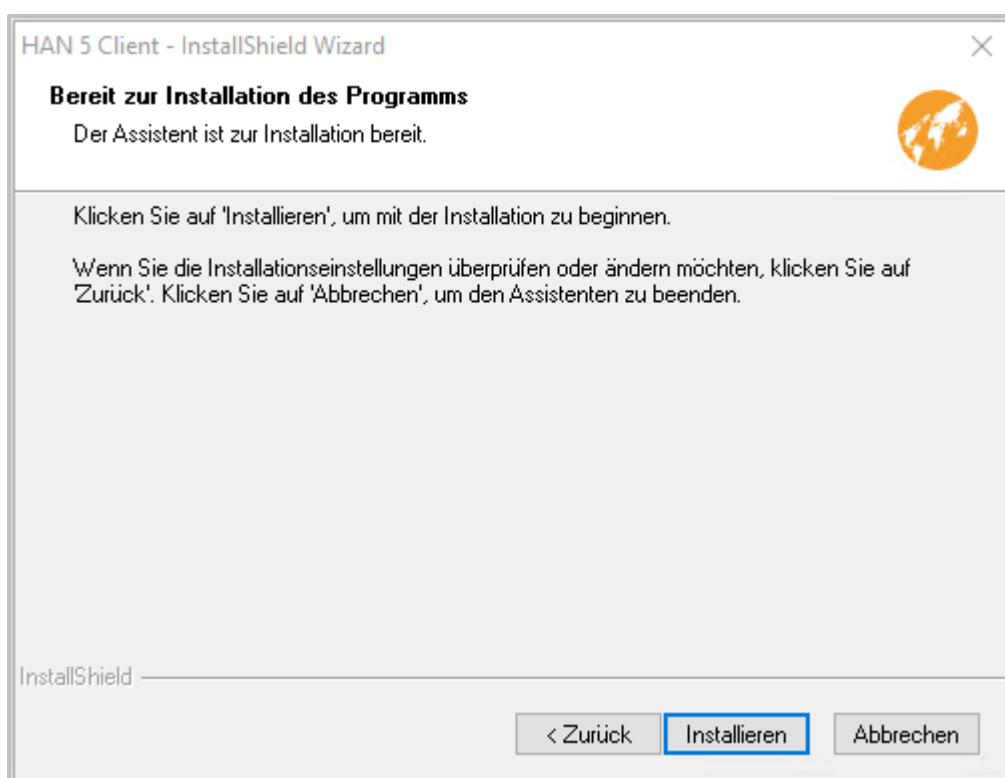 HAN 5 Client - InstallShield Wizard
Bereit zur Installation des Programms
Der Assistent ist zur Installation bereit.
Klicken Sie auf 'Installieren', um mit der Installation zu beginnen.
Wenn Sie die Installationseinstellungen überprüfen oder ändern möchten, klicken Sie auf
'Zurück'. Klicken Sie auf 'Abbrechen', um den Assistenten zu beenden.
InstallShield
< Zurück Installieren Abbrechen